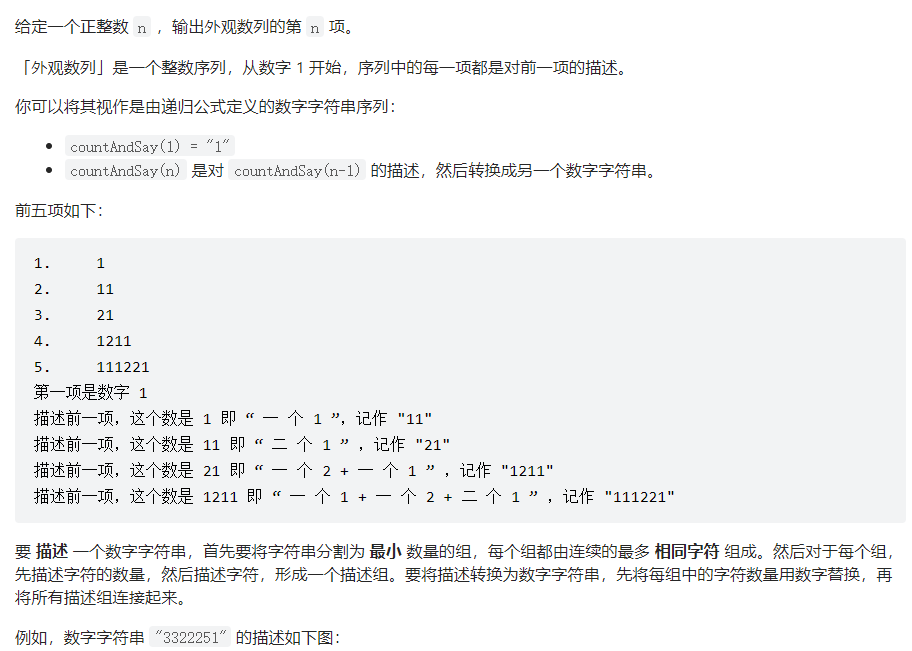 给定一个正整数 n ，输出外观数列的第 n 项。
「外观数列」是一个整数序列，从数字 1 开始，序列中的每一项都是对前一项的描述。
你可以将其视作是由递归公式定义的数字字符串序列：
• countAndSay(1) = "1"
• countAndSay(n) 是对 countAndSay(n-1) 的描述，然后转换成另一个数字字符串。
前五项如下：
1.     1
2.     11
3.     21
4.     1211
5.     111221
第一项是数字 1
描述前一项，这个数是 1 即 “ 一 个 1 ”，记作 "11"
描述前一项，这个数是 11 即 “ 二 个 1 ” ，记作 "21"
描述前一项，这个数是 21 即 “ 一 个 2 + 一 个 1 ” ，记作 "1211"
描述前一项，这个数是 1211 即 “ 一 个 1 + 一 个 2 + 二 个 1 ” ，记作 "111221"
要 描述 一个数字字符串，首先要将字符串分割为 最小 数量的组，每个组都由连续的最多 相同字符 组成。然后对于每个组，
先描述字符的数量，然后描述字符，形成一个描述组。要将描述转换为数字字符串，先将每组中的字符数量用数字替换，再
将所有描述组连接起来。
例如，数字字符串 "3322251" 的描述如下图：